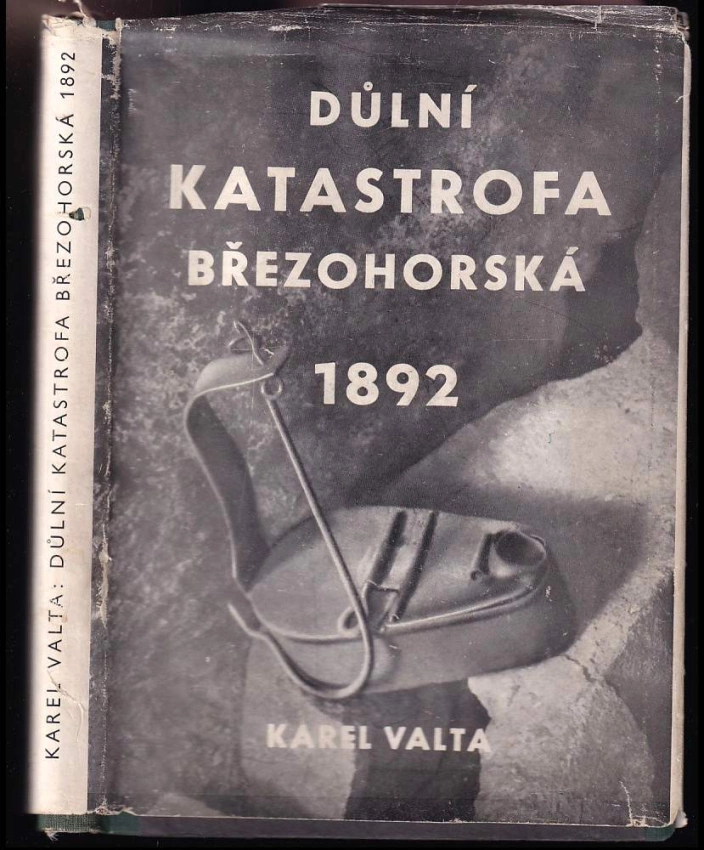 DŮLNÍ
KATASTROFA
BŘEZOHORSKÁ
1892
KAREL VALTA
KAREL VALTA: DŮLNÍ KATASTROFA BŘEZOHORSKÁ 1892